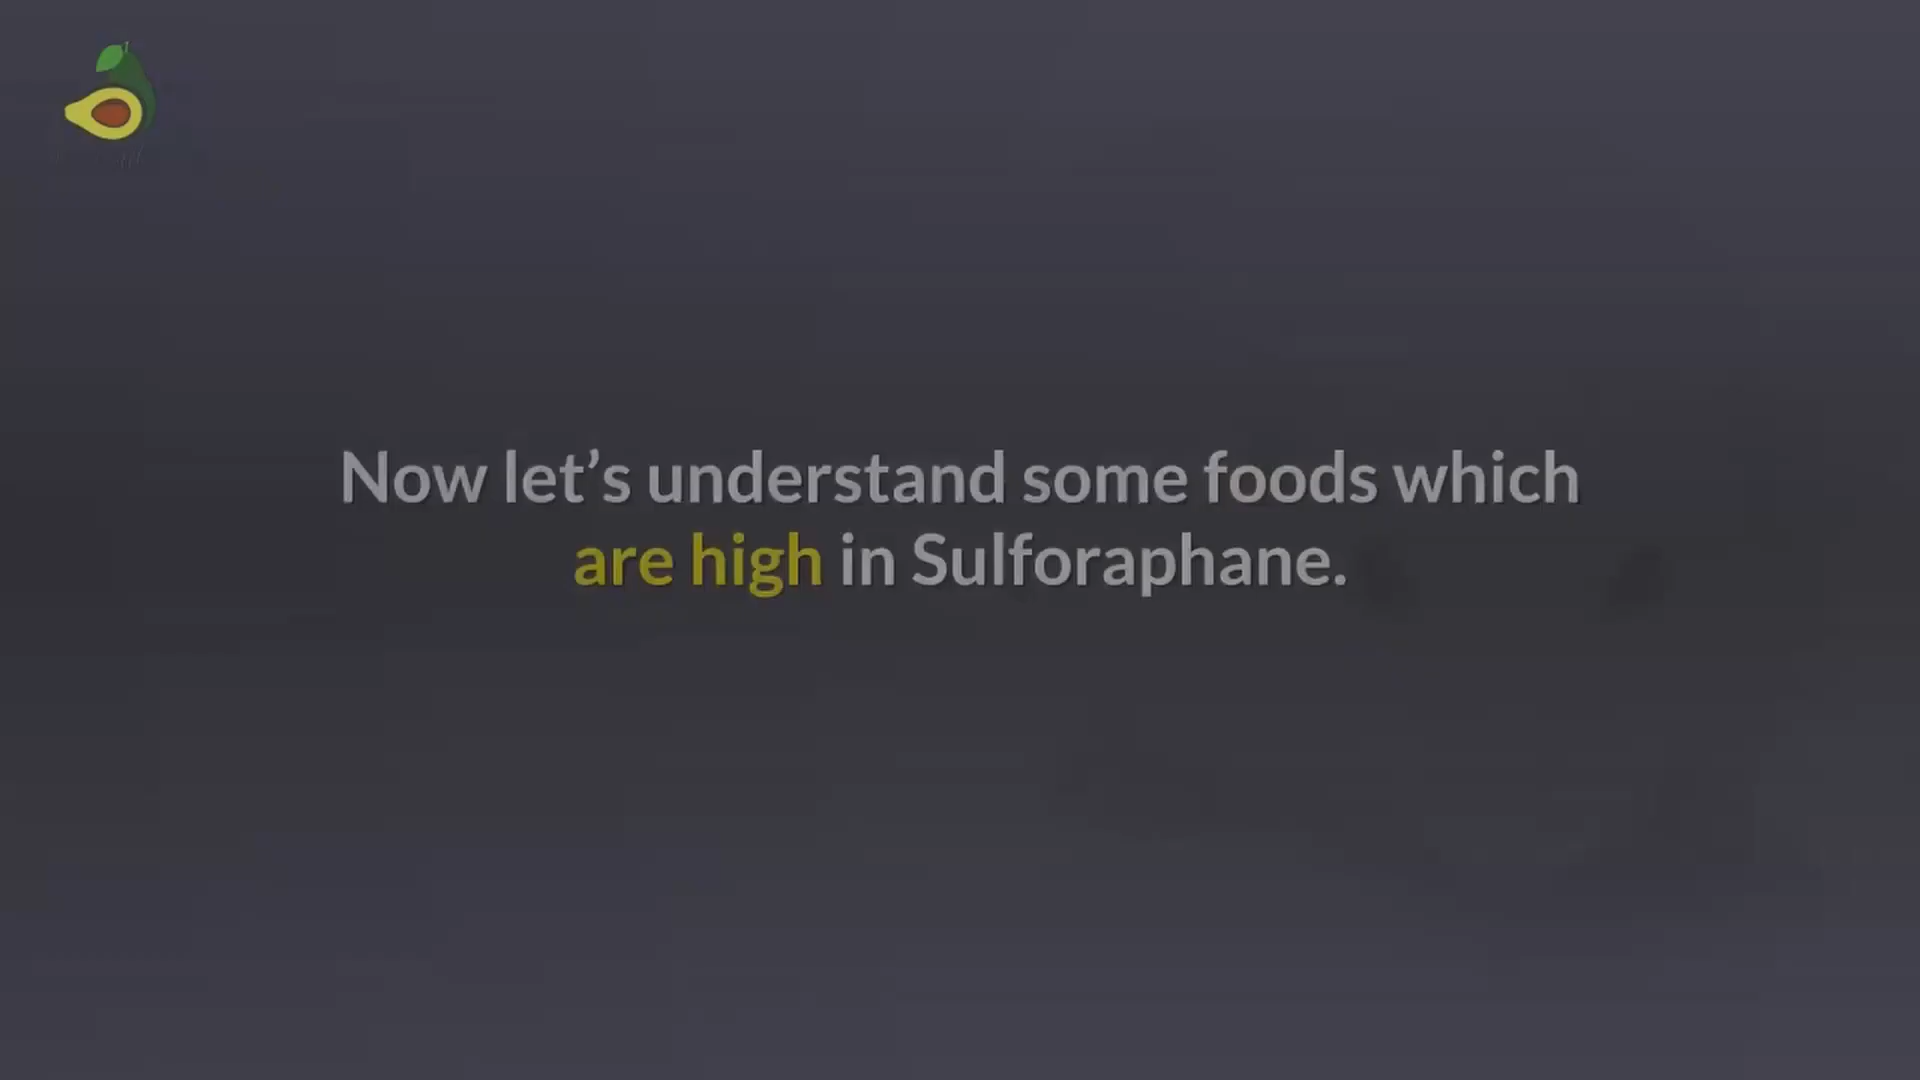 Now let’s understand some foods which
are high in Sulforaphane.